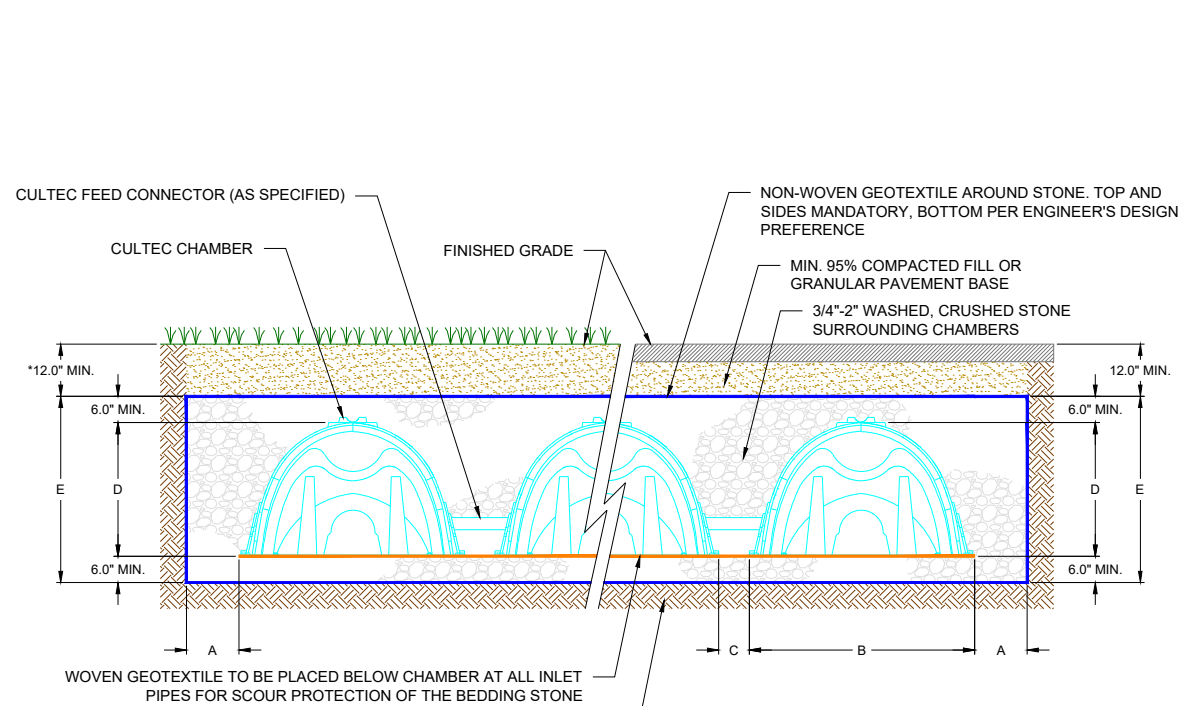 CULTEC FEED CONNECTOR (AS SPECIFIED)
NON-WOVEN GEOTEXTILE AROUND STONE. TOP AND
SIDES MANDATORY, BOTTOM PER ENGINEER'S DESIGN
PREFERENCE
CULTEC CHAMBER
FINISHED GRADE
MIN. 95% COMPACTED FILL OR
GRANULAR PAVEMENT BASE
3/4"-2" WASHED, CRUSHED STONE
SURROUNDING CHAMBERS
*12.0" MIN.
12.0" MIN.
6.0" MIN.
6.0" MIN.
E
D
D
E
6.0" MIN.
6.0" MIN.
A
C
B
A
WOVEN GEOTEXTILE TO BE PLACED BELOW CHAMBER AT ALL INLET
PIPES FOR SCOUR PROTECTION OF THE BEDDING STONE